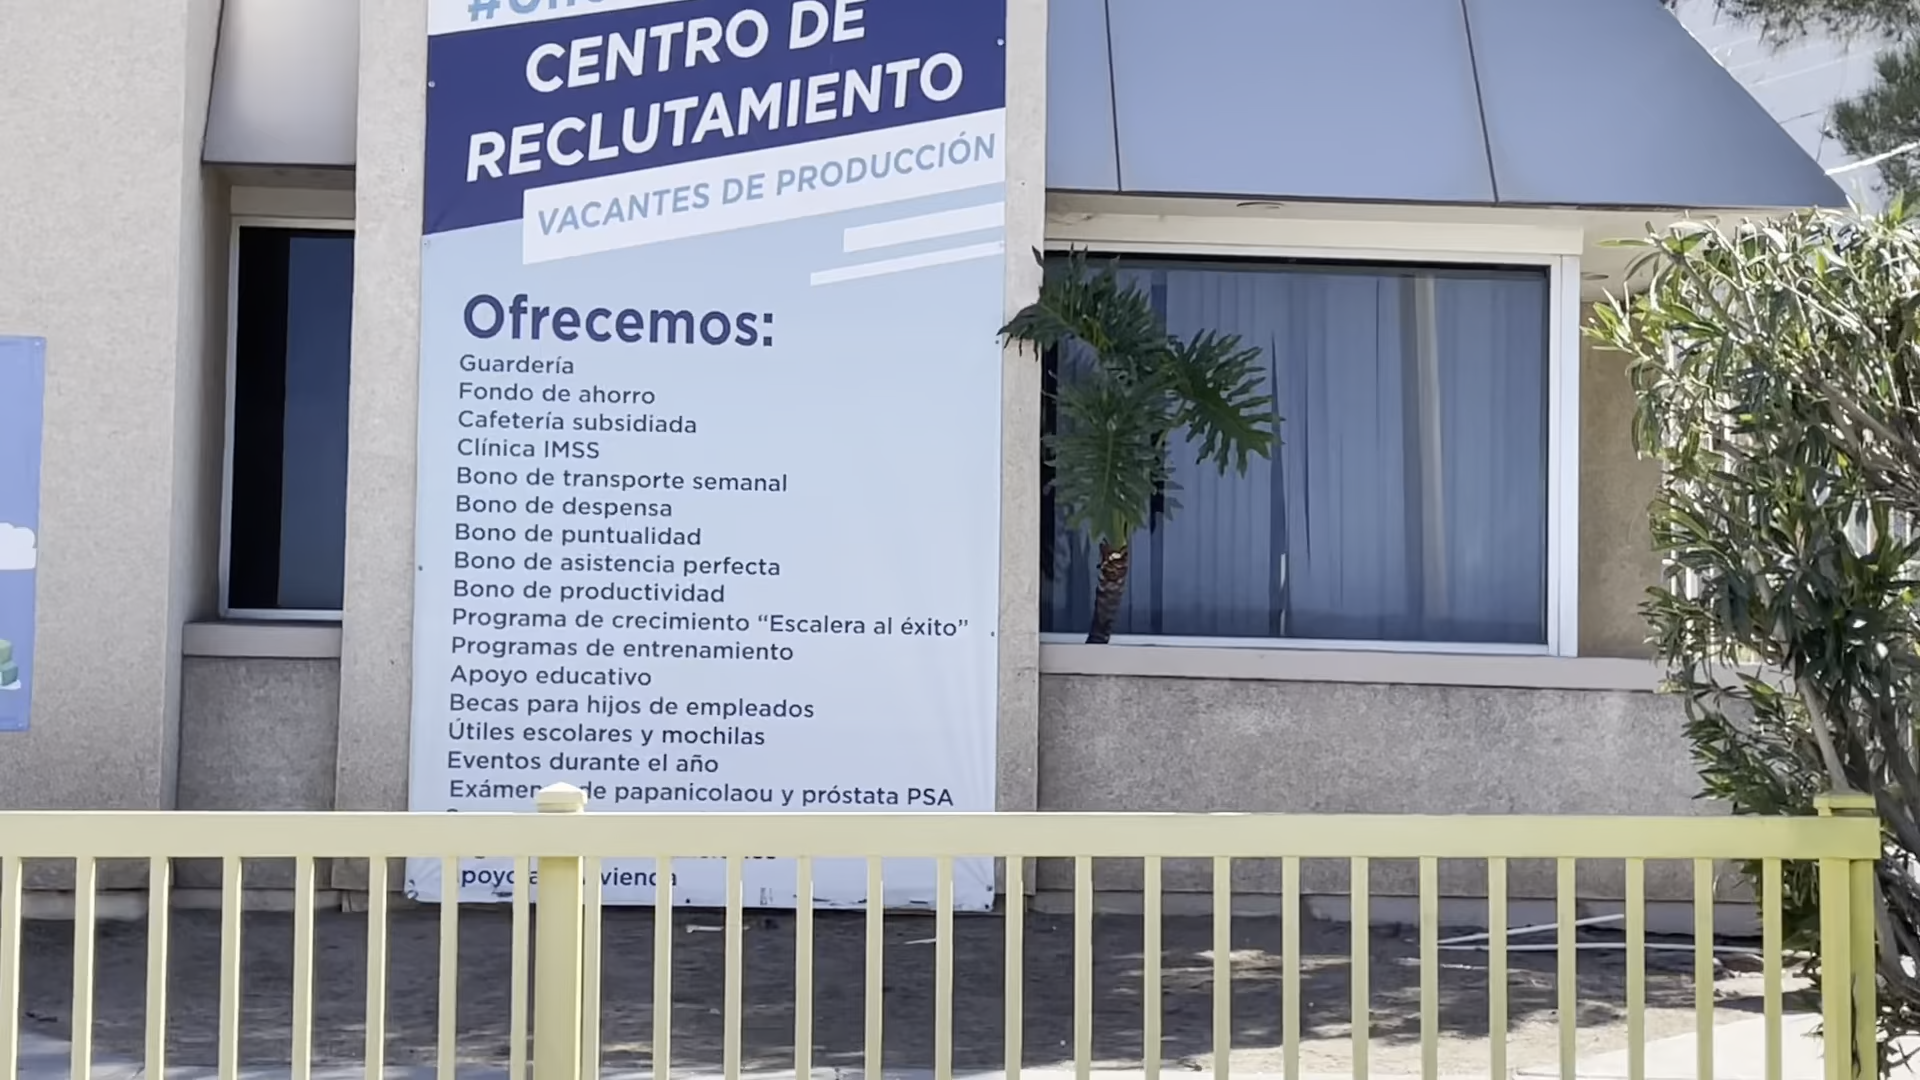 CENTRO DE
RECLUTAMIENTO
VACANTES DE PRODUCCIÓN
Ofrecemos:
Guardería
Fondo de ahorro
Cafetería subsidiada
Clínica IMSS
Bono de transporte semanal
Bono de despensa
Bono de puntualidad
Bono de asistencia perfecta
Bono de productividad
Programa de crecimiento “Escalera al éxito”
Programas de entrenamiento
Apoyo educativo
Becas para hijos de empleados
Útiles escolares y mochilas
Eventos durante el año
de papanicolaou y próstata PSA